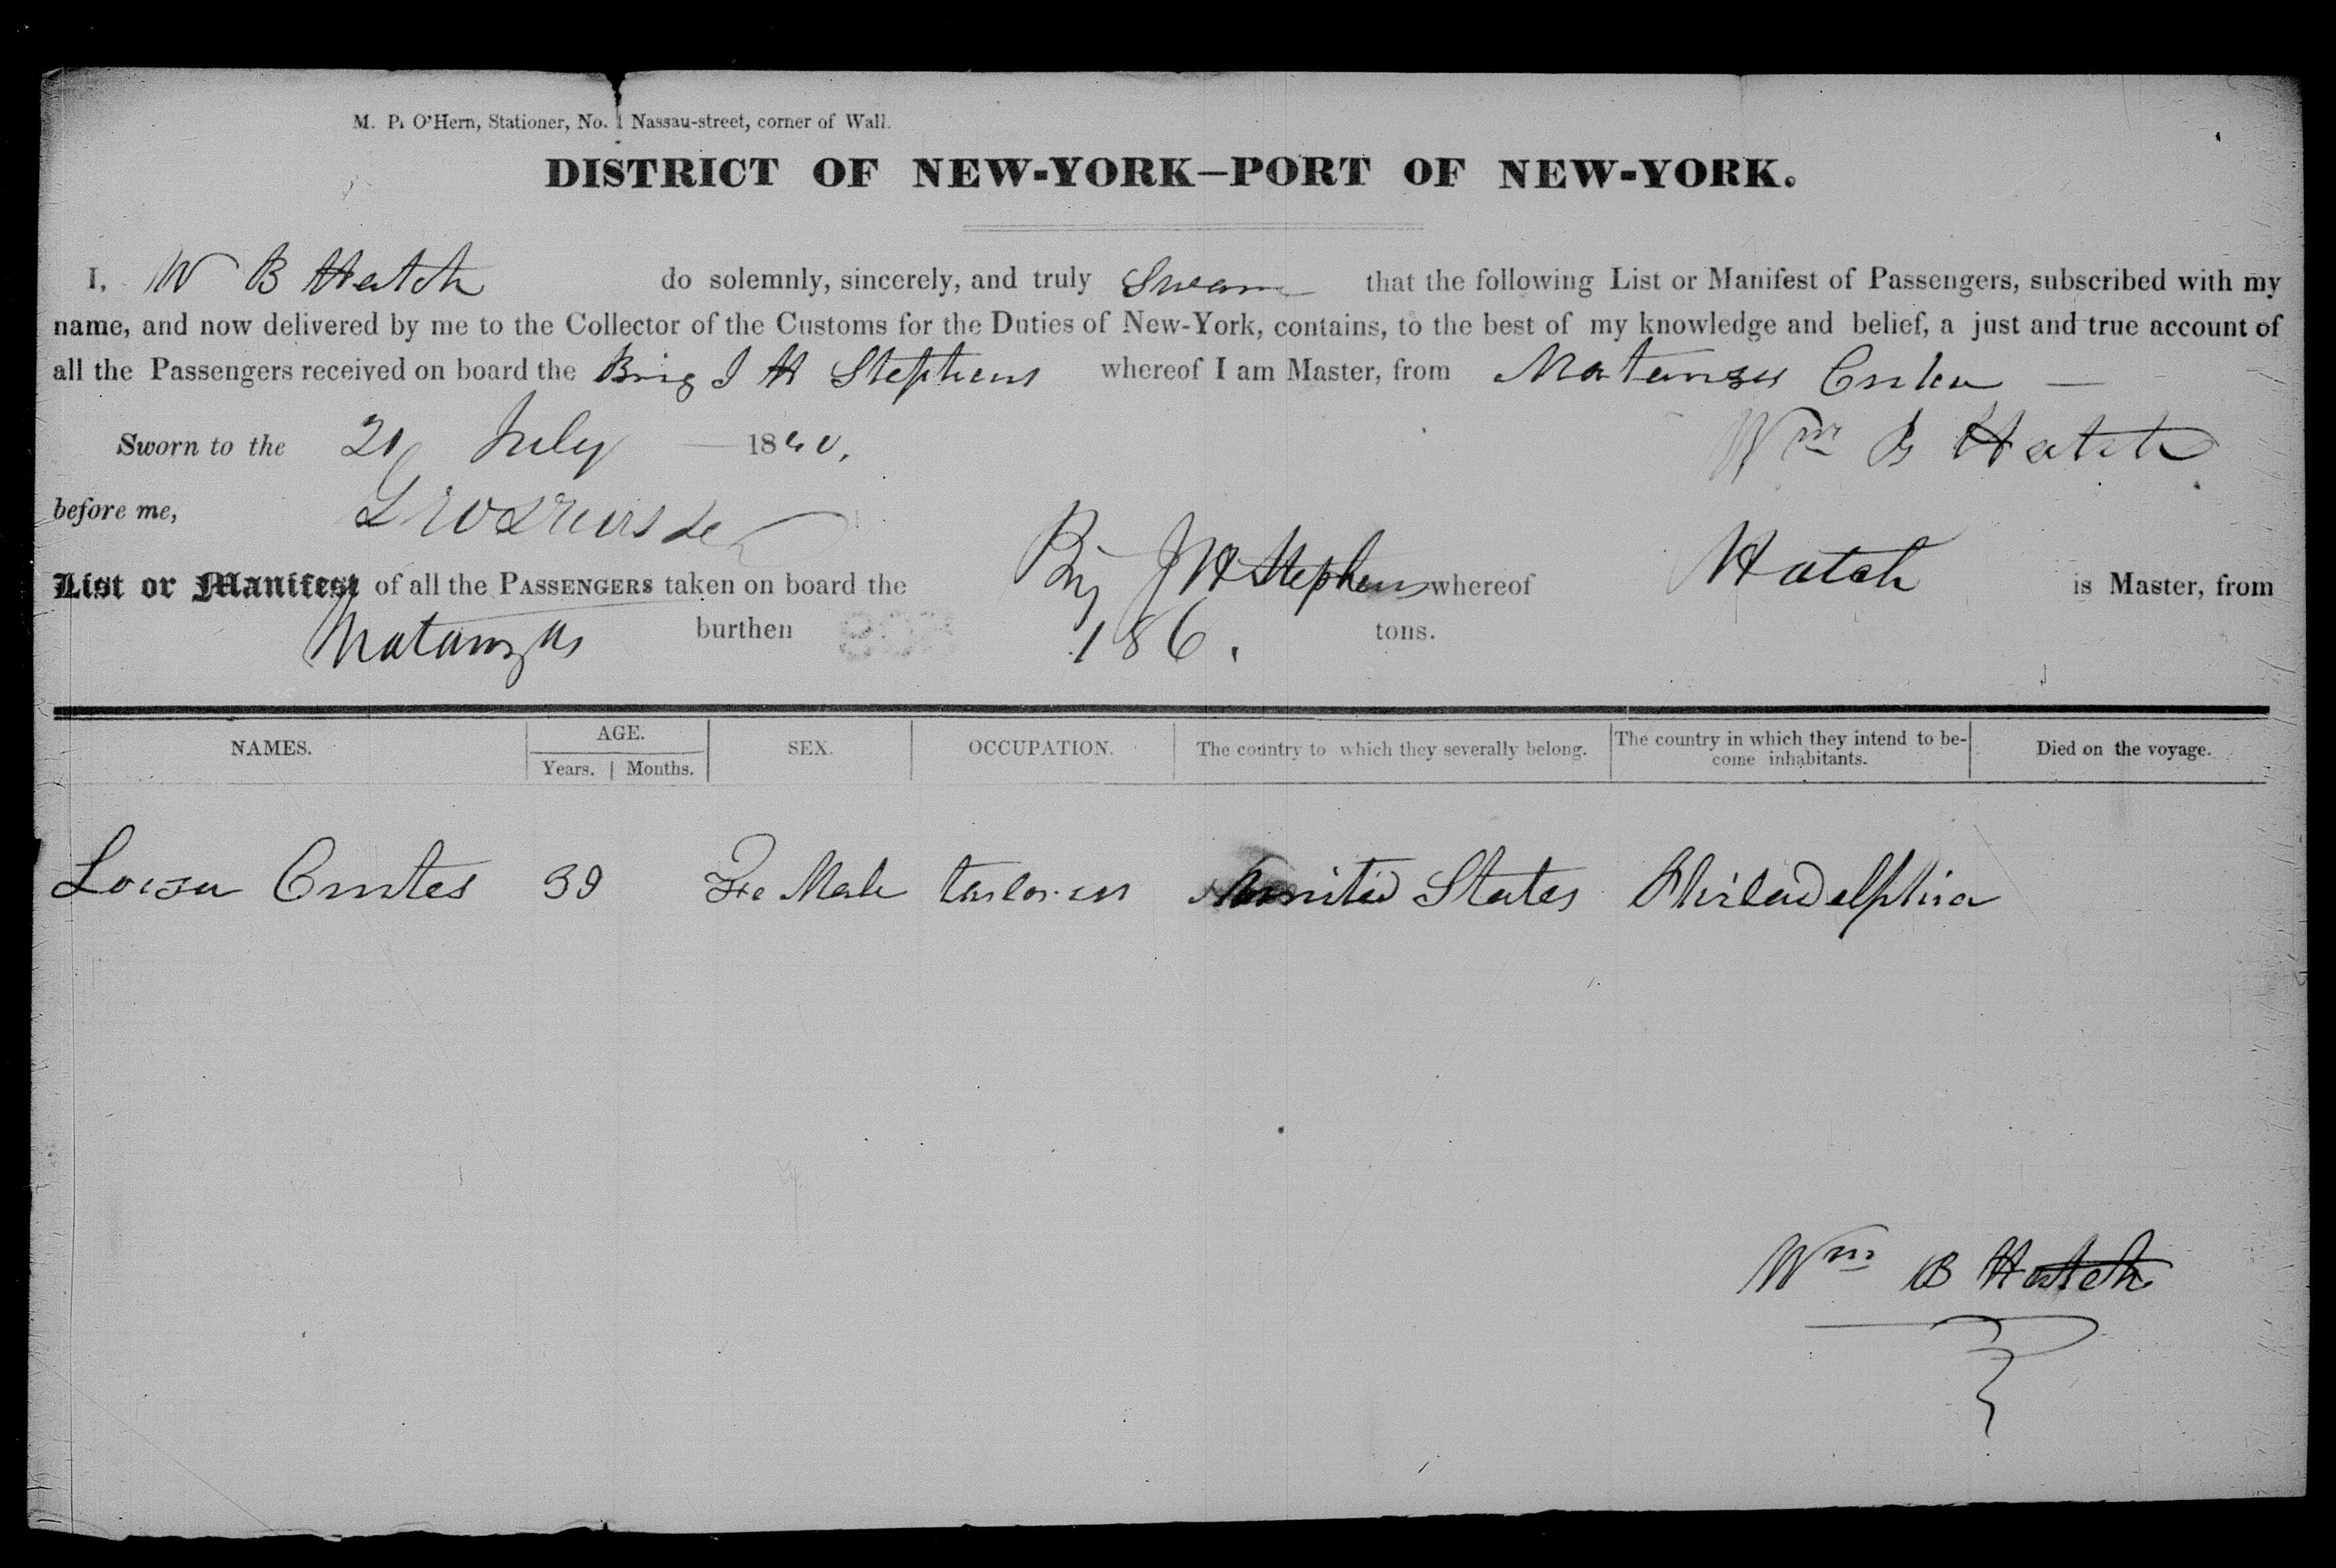 M. P. O'Hern, Stationer, No. 1 Nassau-street, corner of Wall.
DISTRICT OF NEW-YORK—PORT OF NEW-YORK.
I, W B Hatch do solemnly, sincerely, and truly Swear that the following List or Manifest of Passengers, subscribed with my
name, and now delivered by me to the Collector of the Customs for the Duties of New-York, contains, to the best of my knowledge and belief, a just and true account of
all the Passengers received on board the Brig J H Stephens whereof I am Master, from Matanzas Cuba —
Sworn to the 21 July 1840. Wm B Hatch
before me,
List or Manifest of all the PASSENGERS taken on board the Brig J H Stephens whereof Hatch is Master, from
Matanzas burthen 186. tons.
NAMES. AGE. SEX. OCCUPATION. The country to which they severally belong. The country in which they intend to be- Died on the voyage.
Years. Months. come inhabitants.
Loisa 39 Fe Male United States Philadelphia
Wm B Hatch